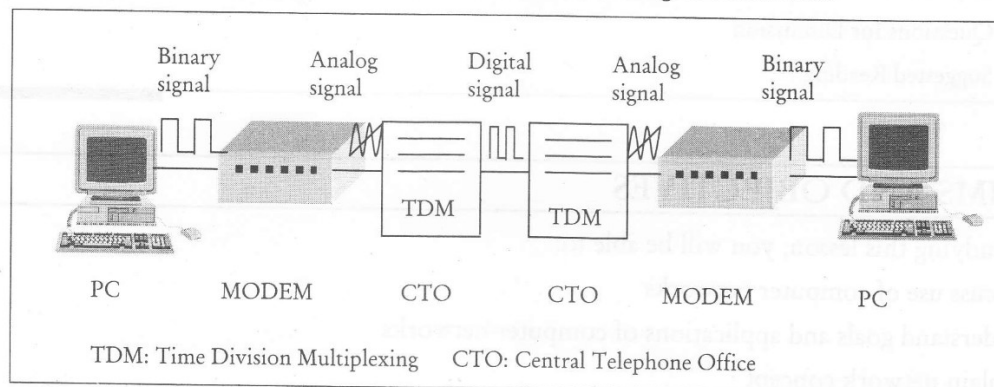 Binary signal
Analog signal
Digital signal
Analog signal
Binary signal
TDM
TDM
PC
MODEM
CTO
CTO
MODEM
PC
TDM: Time Division Multiplexing CTO: Central Telephone Office